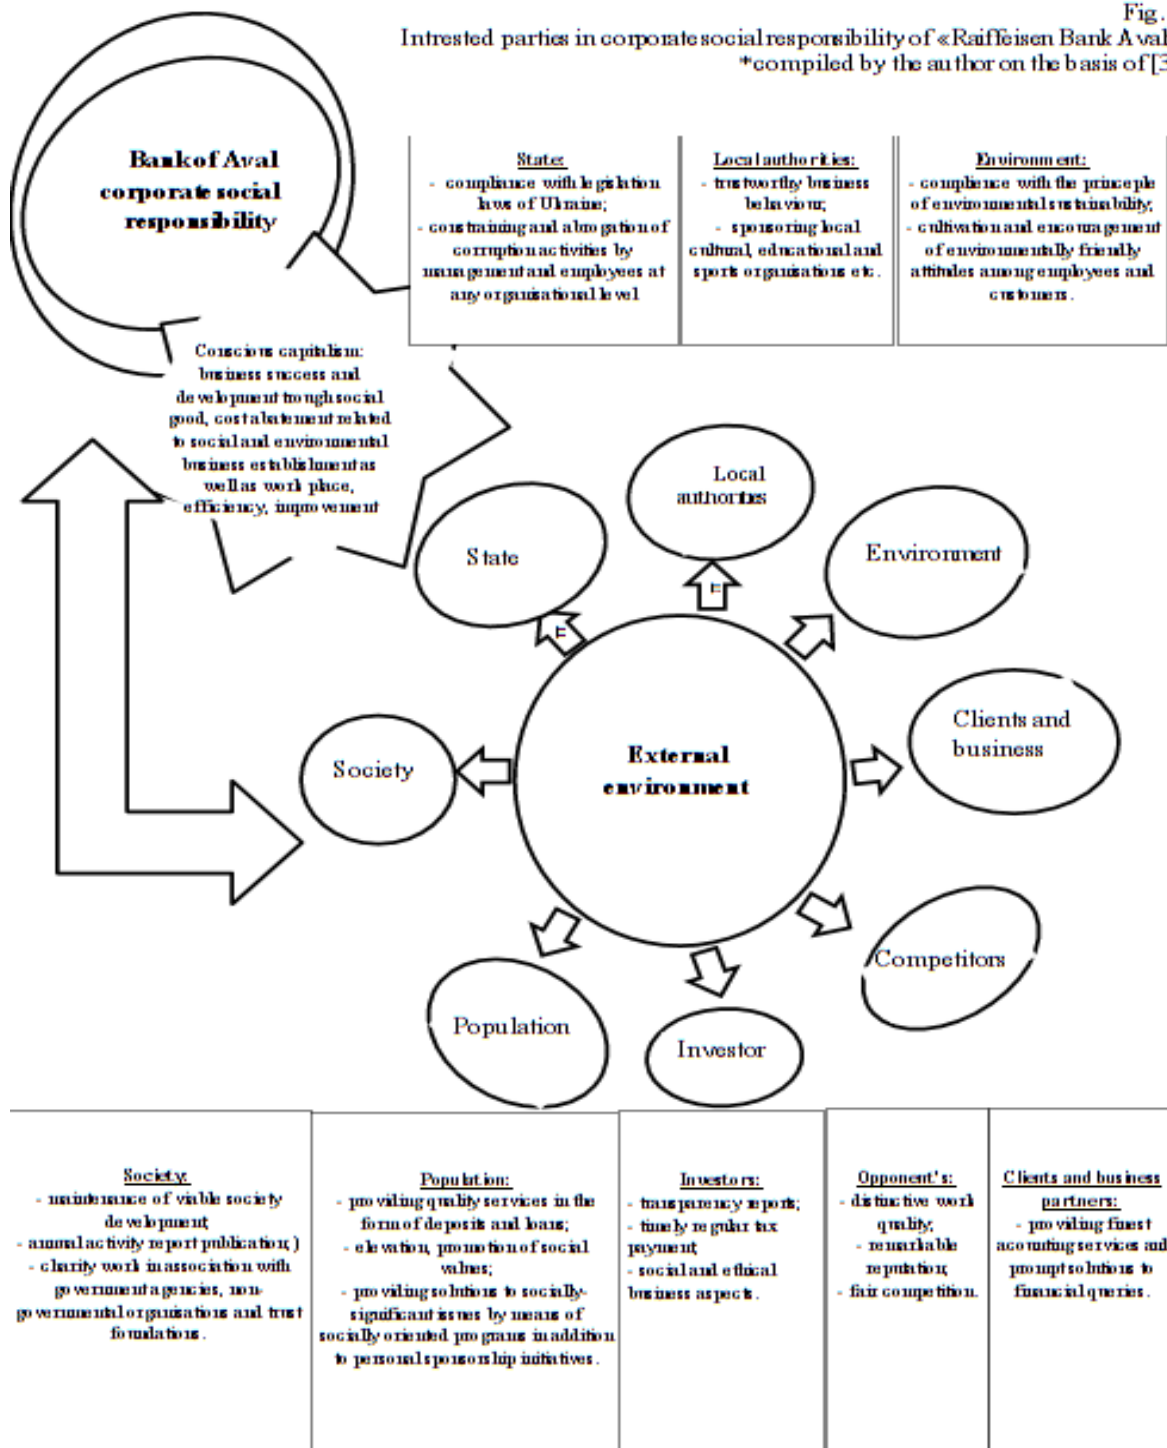 Fig.
Intrested parties in corporate social responsibility of «Raiffeisen Bank Aval
*compiled by the author on the basis of [3
Bank of Aval
corporate social
responsibility
State:
- compliance with legislation
laws of Ukraine;
- constraining and abrogation of
corruption activities by
management and employees at
any organisational level
Local authorities:
- trustworthy business
behaviour;
- sponsoring local
cultural, educational and
sports organisations etc.
Environment:
- complience with the princeple
of environmental sustainability;
- cultivation and encouragement
of environmentally friendly
attitudes among employees and
customers.
Conscious capitalism:
business success and
development trough social
good, cost abatement related
to social and environmental
business establishment as
well as work place,
efficiency, improvement
Local
authorities
State
Environment
Clients and
business
External
environment
Society
Competitors
Population
Investor
Society:
- maintenance of viable society
development;
- annual activity report publication;)
- charity work in association with
government agencies, non-
governmental organisations and trust
foundations.
Population:
- providing quality services in the
form of deposits and loans;
- elevation, promotion of social
values;
- providing solutions to socially-
significant issues by means of
socially oriented programs in addition
to personal sponsorship initiatives.
Investors:
- transparency reports;
- timely regular tax
payment;
- social and ethical
business aspects.
Opponent's:
- distinctive work
quality;
- remarkable
reputation;
- fair competition.
Clients and business
partners:
- providing finest
acounting services and
prompt solutions to
financial queries.